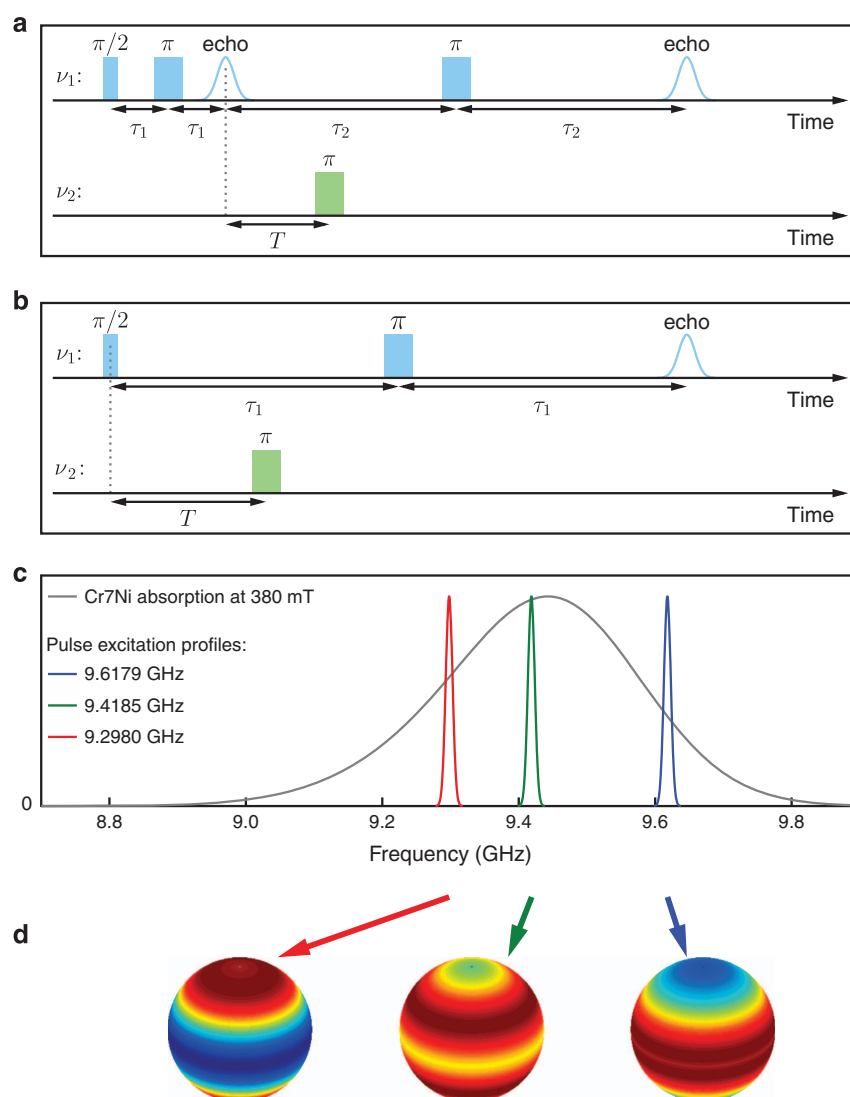 a
π/2 π echo π echo
ν1:
τ1 τ1 τ2 τ2
Time
π
ν2:
T
Time
b
π/2 π echo
ν1:
τ1 τ1
Time
π
ν2:
T
Time
c
Cr7Ni absorption at 380 mT
Pulse excitation profiles:
9.6179 GHz
9.4185 GHz
9.2980 GHz
0
8.8 9.0 9.2 9.4 9.6 9.8
Frequency (GHz)
d